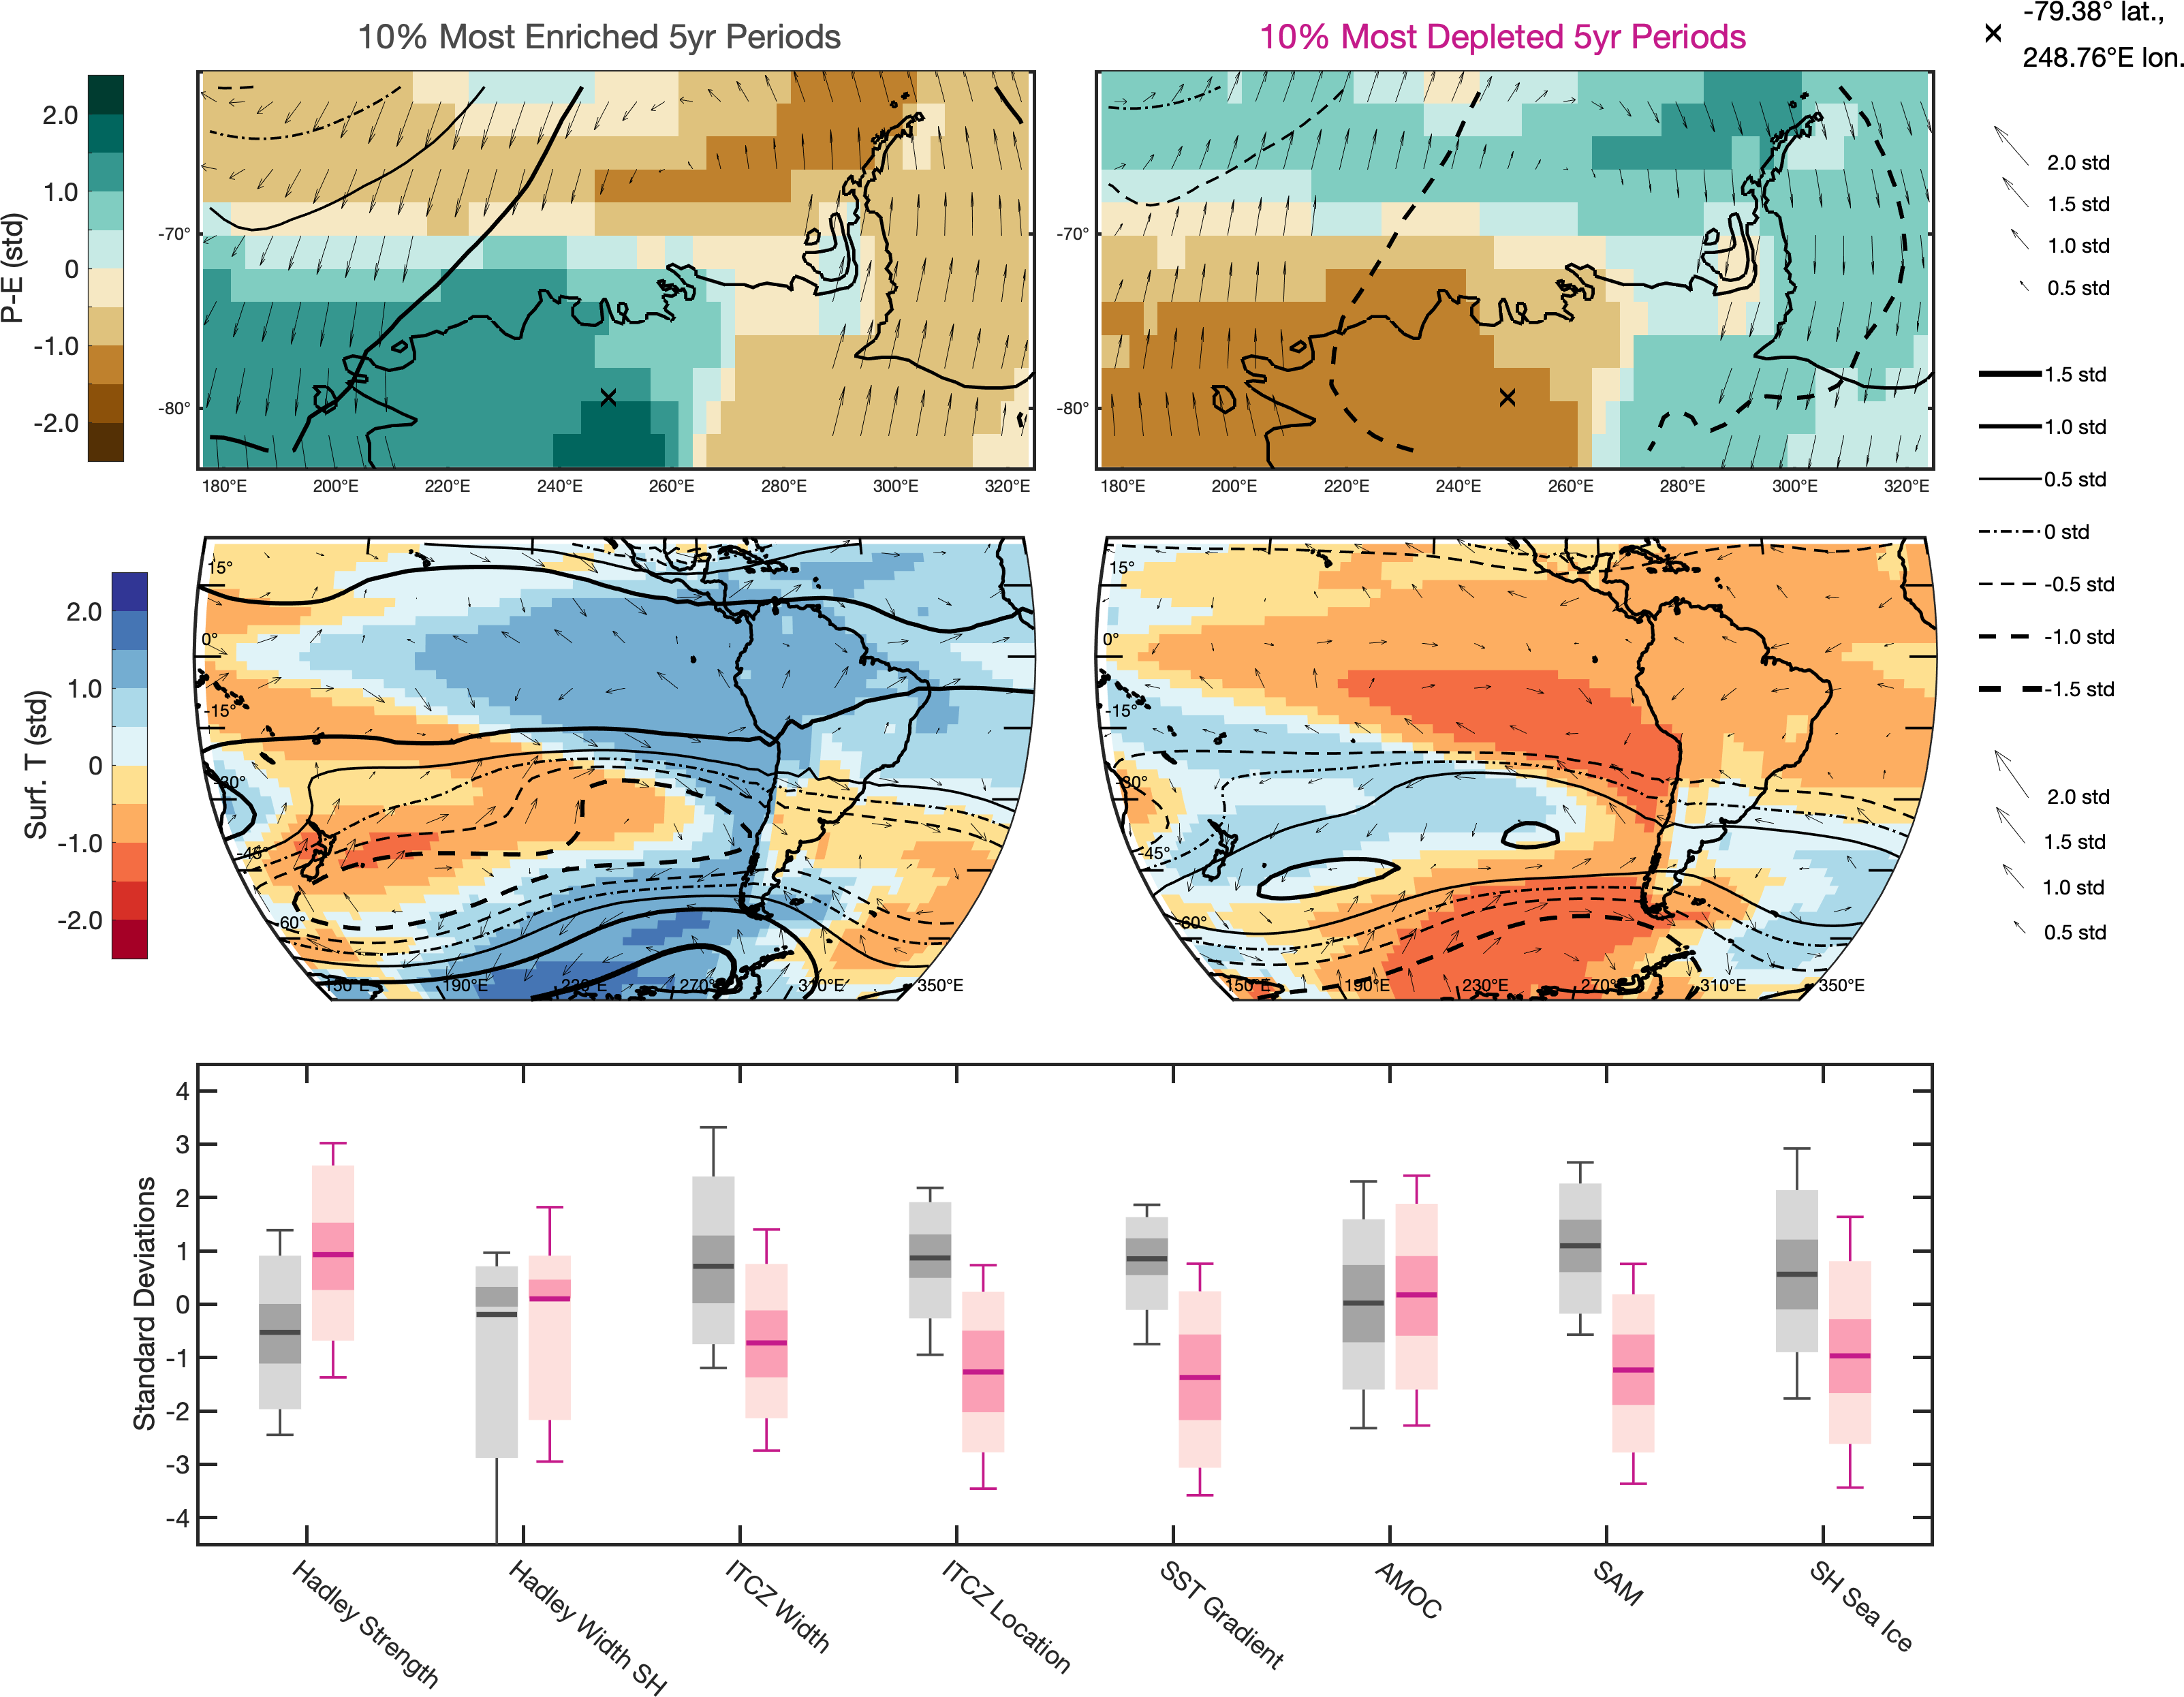 10% Most Enriched 5yr Periods
10% Most Depleted 5yr Periods
-79.38° lat.,
248.76°E lon.
P-E (std)
2.0
1.0
0
-1.0
-2.0
-70°
-80°
180°E 200°E 220°E 240°E 260°E 280°E 300°E 320°E
-70°
-80°
180°E 200°E 220°E 240°E 260°E 280°E 300°E 320°E
2.0 std
1.5 std
1.0 std
0.5 std
1.5 std
1.0 std
0.5 std
0 std
-0.5 std
-1.0 std
-1.5 std
Surf. T (std)
2.0
1.0
0
-1.0
-2.0
15°
0°
-15°
-30°
-45°
-60°
150°E 190°E 230°E 270°E 310°E 350°E
15°
0°
-15°
-30°
-45°
-60°
150°E 190°E 230°E 270°E 310°E 350°E
2.0 std
1.5 std
1.0 std
0.5 std
Standard Deviations
4
3
2
1
0
-1
-2
-3
-4
Hadley Strength
Hadley Width SH
ITCZ Width
ITCZ Location
SST Gradient
AMOC
SAM
SH Sea Ice